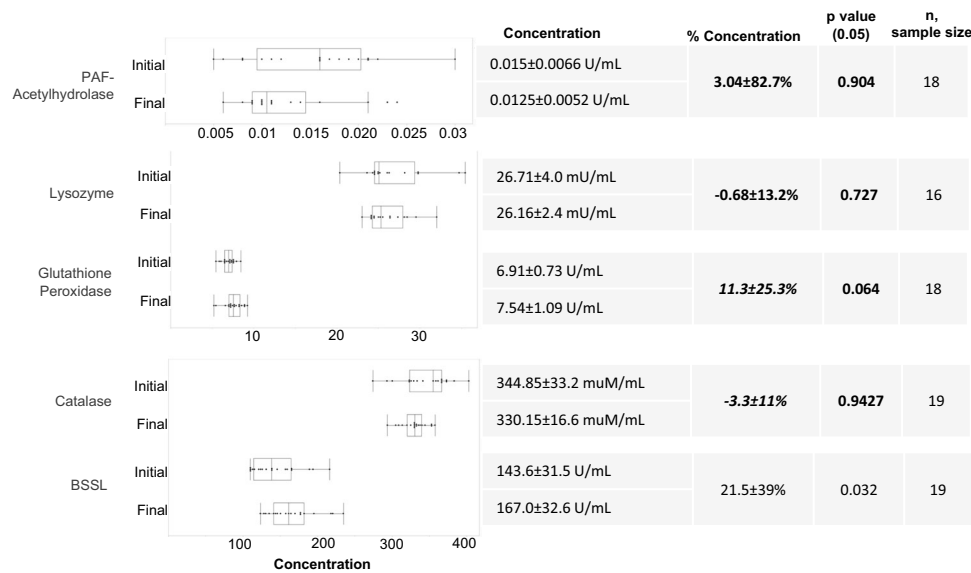 Concentration % Concentration p value (0.05) n, sample size
PAF-Acetylhydrolase
Initial 0.015±0.0066 U/mL 3.04±82.7% 0.904 18
Final 0.0125±0.0052 U/mL
0.005 0.01 0.015 0.020 0.025 0.03
Lysozyme
Initial 26.71±4.0 mU/mL -0.68±13.2% 0.727 16
Final 26.16±2.4 mU/mL
Glutathione Peroxidase
Initial 6.91±0.73 U/mL 11.3±25.3% 0.064 18
Final 7.54±1.09 U/mL
10 20 30
Catalase
Initial 344.85±33.2 muM/mL -3.3±11% 0.9427 19
Final 330.15±16.6 muM/mL
BSSL
Initial 143.6±31.5 U/mL 21.5±39% 0.032 19
Final 167.0±32.6 U/mL
100 200 300 400
Concentration